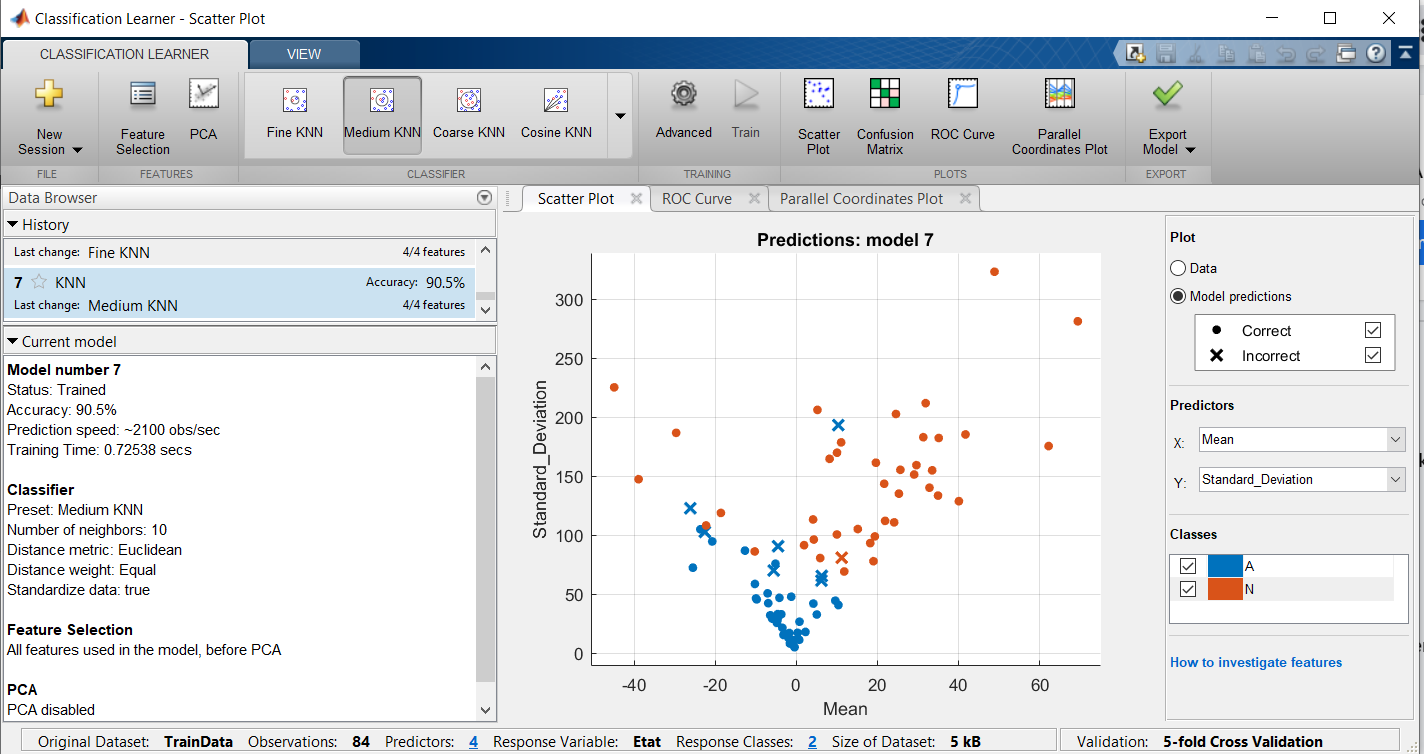 Classification Learner - Scatter Plot
CLASSIFICATION LEARNER VIEW
New Session
Feature Selection
PCA
Fine KNN Medium KNN Coarse KNN Cosine KNN
Advanced Train
Scatter Plot
Confusion Matrix
ROC Curve
Parallel Coordinates Plot
Export Model
FILE FEATURES CLASSIFIER TRAINING PLOTS EXPORT
Data Browser
History
Last change: Fine KNN 4/4 features
7 KNN Accuracy: 90.5%
Last change: Medium KNN 4/4 features
Current model
Model number 7
Status: Trained
Accuracy: 90.5%
Prediction speed: ~2100 obs/sec
Training Time: 0.72538 secs
Classifier
Preset: Medium KNN
Number of neighbors: 10
Distance metric: Euclidean
Distance weight: Equal
Standardize data: true
Feature Selection
All features used in the model, before PCA
PCA
PCA disabled
Scatter Plot ROC Curve Parallel Coordinates Plot
Predictions: model 7
Standard_Deviation
300
250
200
150
100
50
0
-40 -20 0 20 40 60
Mean
Plot
Data
Model predictions
Correct
Incorrect
Predictors
X: Mean
Y: Standard_Deviation
Classes
A
N
How to investigate features
Original Dataset: TrainData Observations: 84 Predictors: 4 Response Variable: Etat Response Classes: 2 Size of Dataset: 5 kB Validation: 5-fold Cross Validation